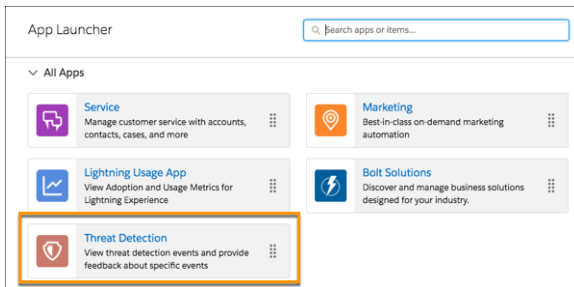 App Launcher
Search apps or items...
All Apps
Service
Manage customer service with accounts,
contacts, cases, and more
Marketing
Best-in-class on-demand marketing
automation
Lightning Usage App
View Adoption and Usage Metrics for
Lightning Experience
Bolt Solutions
Discover and manage business solutions
designed for your industry.
Threat Detection
View threat detection events and provide
feedback about specific events